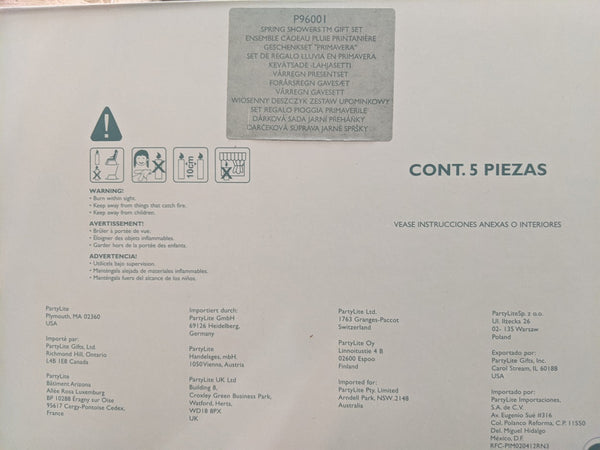 P96001
SPRING SHOWERS TM GIFT SET
ENSEMBLE CADEAU PLUIE PRINTANIÈRE
GESCHENKSET "PRIMAVERA"
SET DE REGALO LLUVIA EN PRIMAVERA
KEVÄTSADE -LAHJASETTI
VÅRREGN PRESENTSET
FORÅRSREGN GAVESÆT
VÅRREGN GAVESETT
WIOSENNY DESZCZYK ZESTAW UPOMINKOWY
SET REGALO PIOGGIA PRIMAVERILE
DÁRKOVÁ SADA JARNÍ PŘEHÁŇKY
DARČEKOVÁ SÚPRAVA JARNÉ SPŔŠKY
!
10cm
WARNING!
• Burn within sight.
• Keep away from things that catch fire.
• Keep away from children.
AVERTISSEMENT!
• Brûler à portée de vue.
• Éloigner des objets inflammables.
• Garder hors de la portée des enfants.
ADVERTENCIA!
• Utilícela bajo supervisión.
• Manténgala alejada de materiales inflammables.
• Manténgala fuera del alcance de los niños.
CONT. 5 PIEZAS
VEASE INSTRUCCIONES ANEXAS O INTERIORES
PartyLite
Plymouth, MA 02360
USA
Importé par:
PartyLite Gifts, Ltd.
Richmond Hill, Ontario
L4B 1E8 Canada
PartyLite
Bâtiment Arizona
Allée Rosa Luxemburg
BP 10288 Eragny sur Oise
95617 Cergy-Pontoise Cedex,
France
Importiert durch:
PartyLite GmbH
69126 Heidelberg,
Germany
PartyLite
Handelsges. mbH.
1050Vienna, Austria
PartyLite UK Ltd
Building 8,
Croxley Green Business Park,
Watford, Herts,
WD18 8PX
UK
PartyLite Ltd.
1763 Granges-Paccot
Switzerland
PartyLite Oy
Linnoitustie 4 B
02600 Espoo
Finland
Imported for:
PartyLite Pty. Limited
Arndell Park, NSW. 2148
Australia
PartyLiteSp. z o.o.
Ul. Iłżecka 26
02- 135 Warsaw
Poland
Exportado por:
PartyLite Gifts, Inc.
Carol Stream, IL 60188
USA
Importado por:
PartyLite Importaciones,
S.A. de C.V.
Av. Eugenio Sué #316
Col. Polanco Reforma, C.P. 11550
Del. Miguel Hidalgo
México, D.F.
RFC-PIM020412RN3